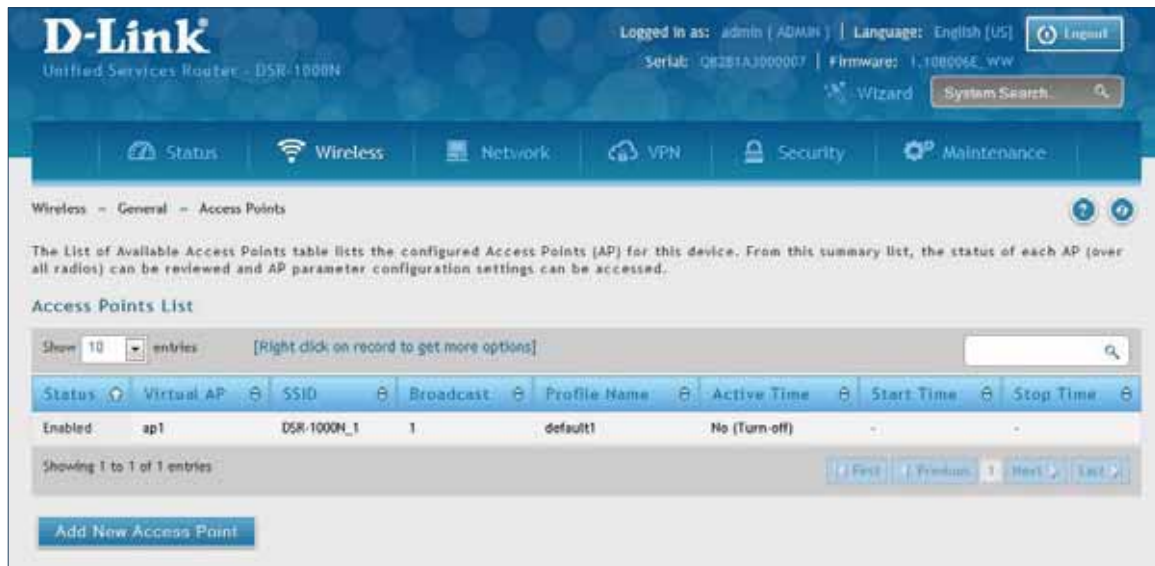 D-Link
Logged in as: admin ( ADMIN ) | Language: English [US]
Logout
Unified Services Router - DSR-1000N
Serial: QB2B1A3000007 | Firmware: 1.10B006E_WW
Wizard
System Search..
Status
Wireless
Network
VPN
Security
Maintenance
Wireless
General
Access Points
The List of Available Access Points table lists the configured Access Points (AP) for this device. From this summary list, the status of each AP (over
all radios) can be reviewed and AP parameter configuration settings can be accessed.
Access Points List
Show 10 entries
[Right click on record to get more options]
Status Virtual AP SSID Broadcast Profile Name Active Time Start Time Stop Time
Enabled ap1 DSR-1000N_1 1 default1 No (Turn-off) - -
Showing 1 to 1 of 1 entries
First Previous 1 Next Last
Add New Access Point